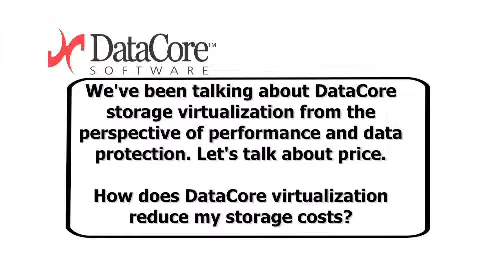 DataCore™
SOFTWARE
We've been talking about DataCore
storage virtualization from the
perspective of performance and data
protection. Let's talk about price.
How does DataCore virtualization
reduce my storage costs?